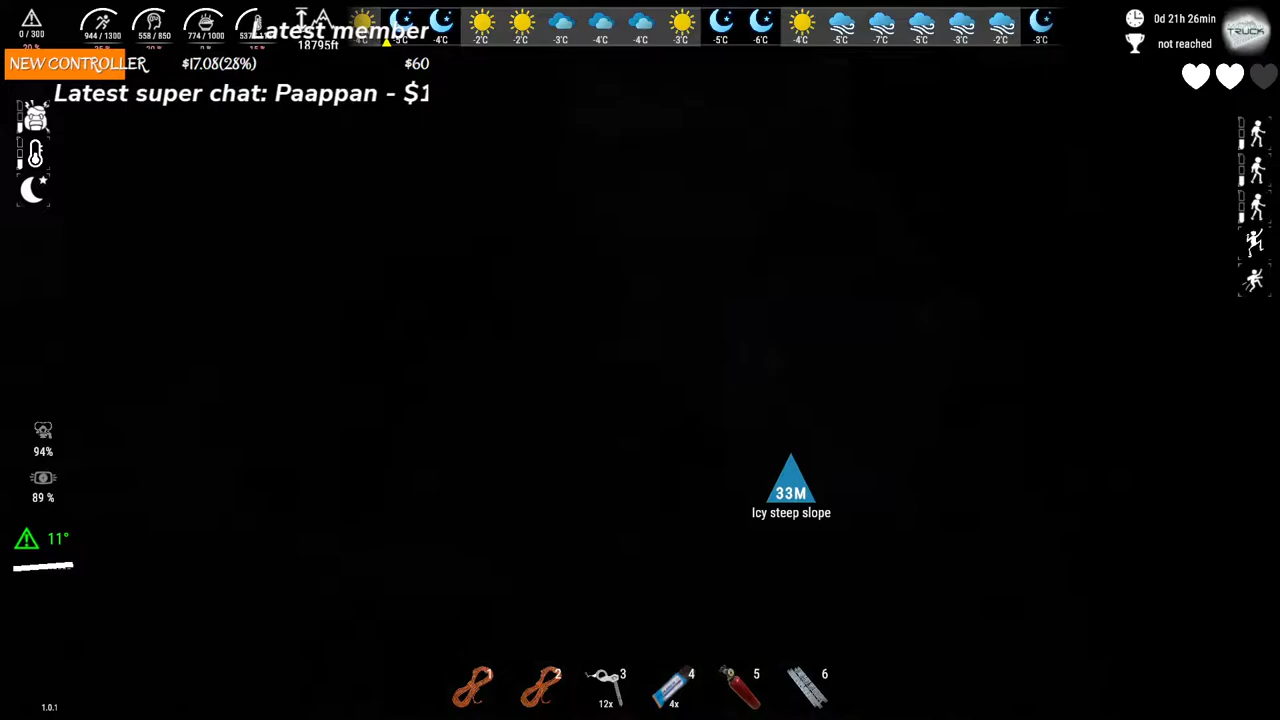 0 / 300
944 / 1300
558 / 850
774 / 1000
18795ft
Latest member
-4°C -2°C -2°C -3°C -4°C -4°C -3°C -5°C -6°C -4°C -5°C -7°C -5°C -3°C -2°C -3°C
0d 21h 26min
not reached
TRUCK
NEW CONTROLLER
$17.08(28%)
$60
Latest super chat: Paappan - $1
94%
89 %
11°
33M
Icy steep slope
1
2
3
12x
4
4x
5
6
1.0.1